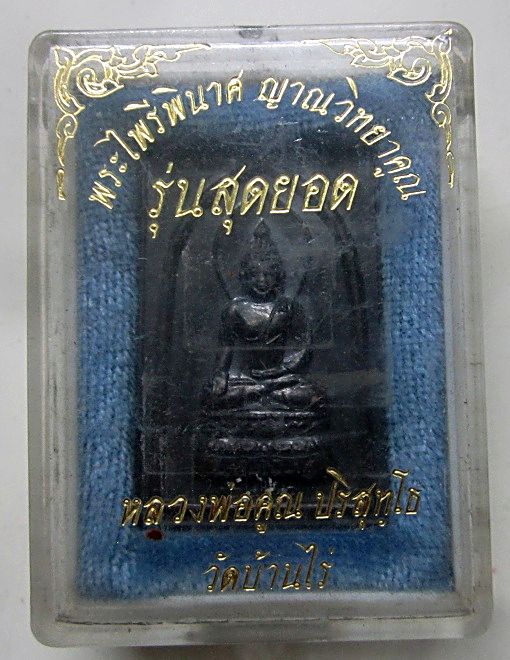 พระไพรีพินาศ ญาณวิทยาคูณ
รุ่นสุดยอด
หลวงพ่อคูณ ปริสุทฺโธ
วัดบ้านไร่